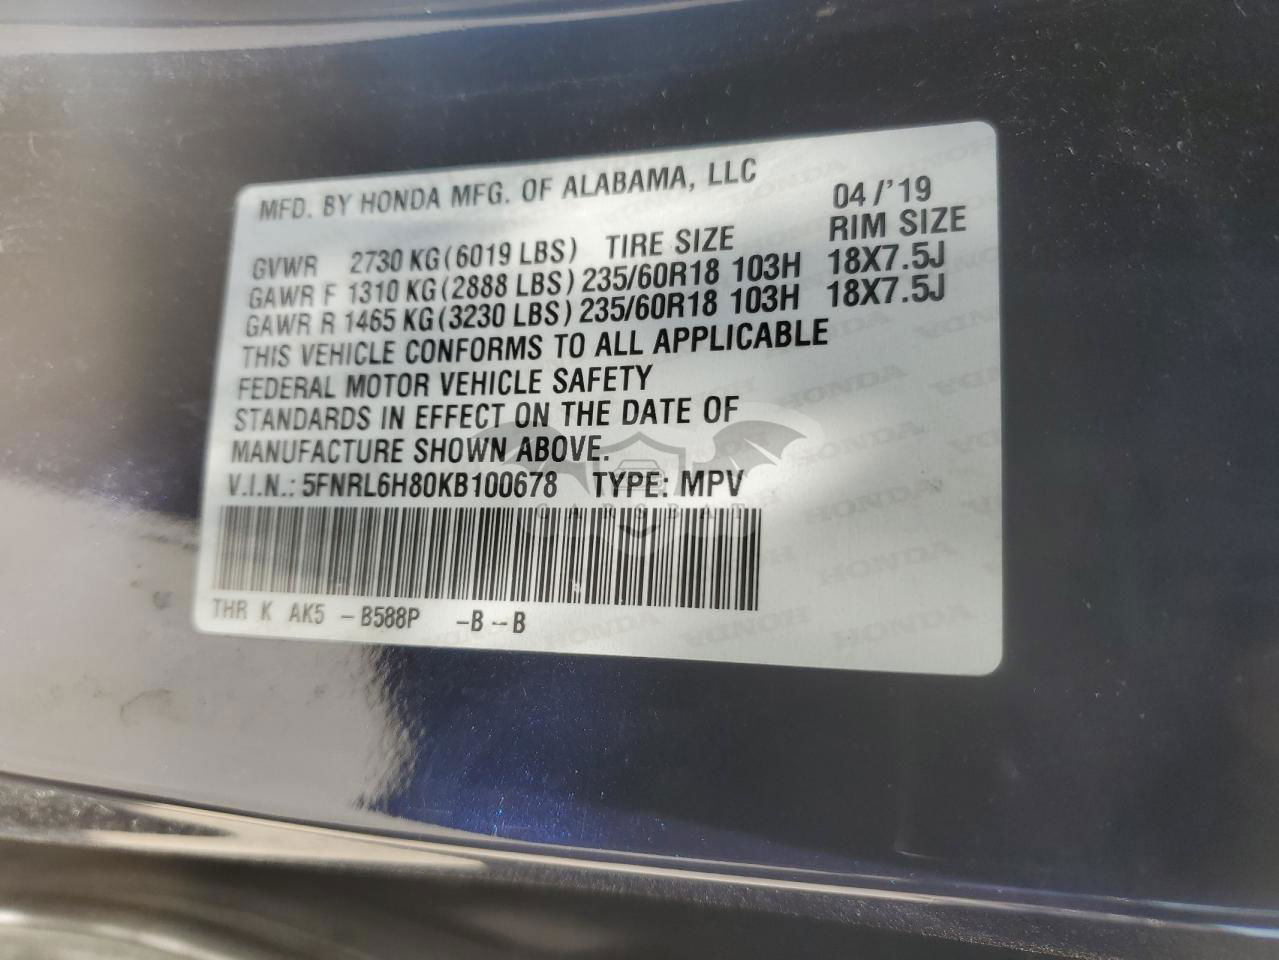 MFD. BY HONDA MFG. OF ALABAMA, LLC 04/'19
GVWR 2730 KG(6019 LBS) TIRE SIZE RIM SIZE
GAWR F 1310 KG(2888 LBS) 235/60R18 103H 18X7.5J
GAWR R 1465 KG(3230 LBS) 235/60R18 103H 18X7.5J
THIS VEHICLE CONFORMS TO ALL APPLICABLE
FEDERAL MOTOR VEHICLE SAFETY
STANDARDS IN EFFECT ON THE DATE OF
MANUFACTURE SHOWN ABOVE.
V.I.N.: 5FNRL6H80KB100678 TYPE: MPV
CARSBAT
THR K AK5 -B588P -B--B
HONDA